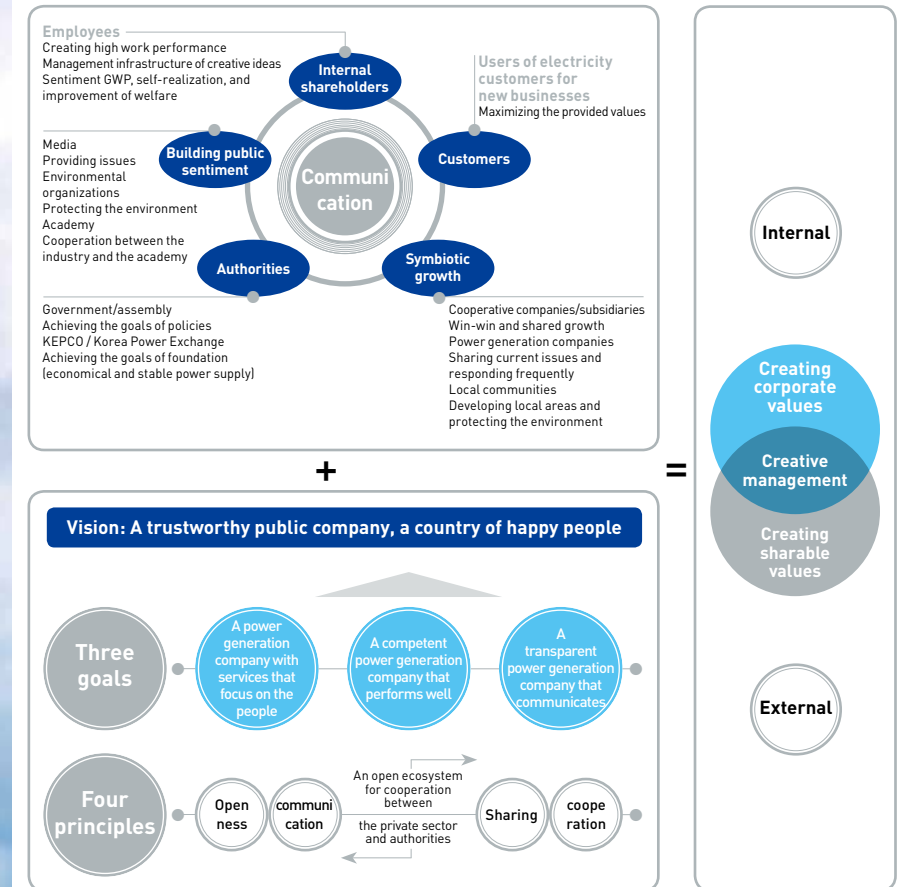 Employees
Creating high work performance
Management infrastructure of creative ideas
Sentiment GWP, self-realization, and
improvement of welfare
Internal
shareholders
Users of electricity
customers for
new businesses
Maximizing the provided values
Media
Providing issues
Environmental
organizations
Protecting the environment
Academy
Cooperation between the
industry and the academy
Building public
sentiment
Communi
cation
Customers
Authorities
Symbiotic
growth
Government/assembly
Achieving the goals of policies
KEPCO / Korea Power Exchange
Achieving the goals of foundation
(economical and stable power supply)
Cooperative companies/subsidiaries
Win-win and shared growth
Power generation companies
Sharing current issues and
responding frequently
Local communities
Developing local areas and
protecting the environment
+
Vision: A trustworthy public company, a country of happy people
Three
goals
A power
generation
company with
services that
focus on the
people
A competent
power generation
company that
performs well
A
transparent
power generation
company that
communicates
Four
principles
Open
ness
communi
cation
An open ecosystem
for cooperation
between
the private sector
and authorities
Sharing
coope
ration
=
Internal
Creating
corporate
values
Creative
management
Creating
sharable
values
External